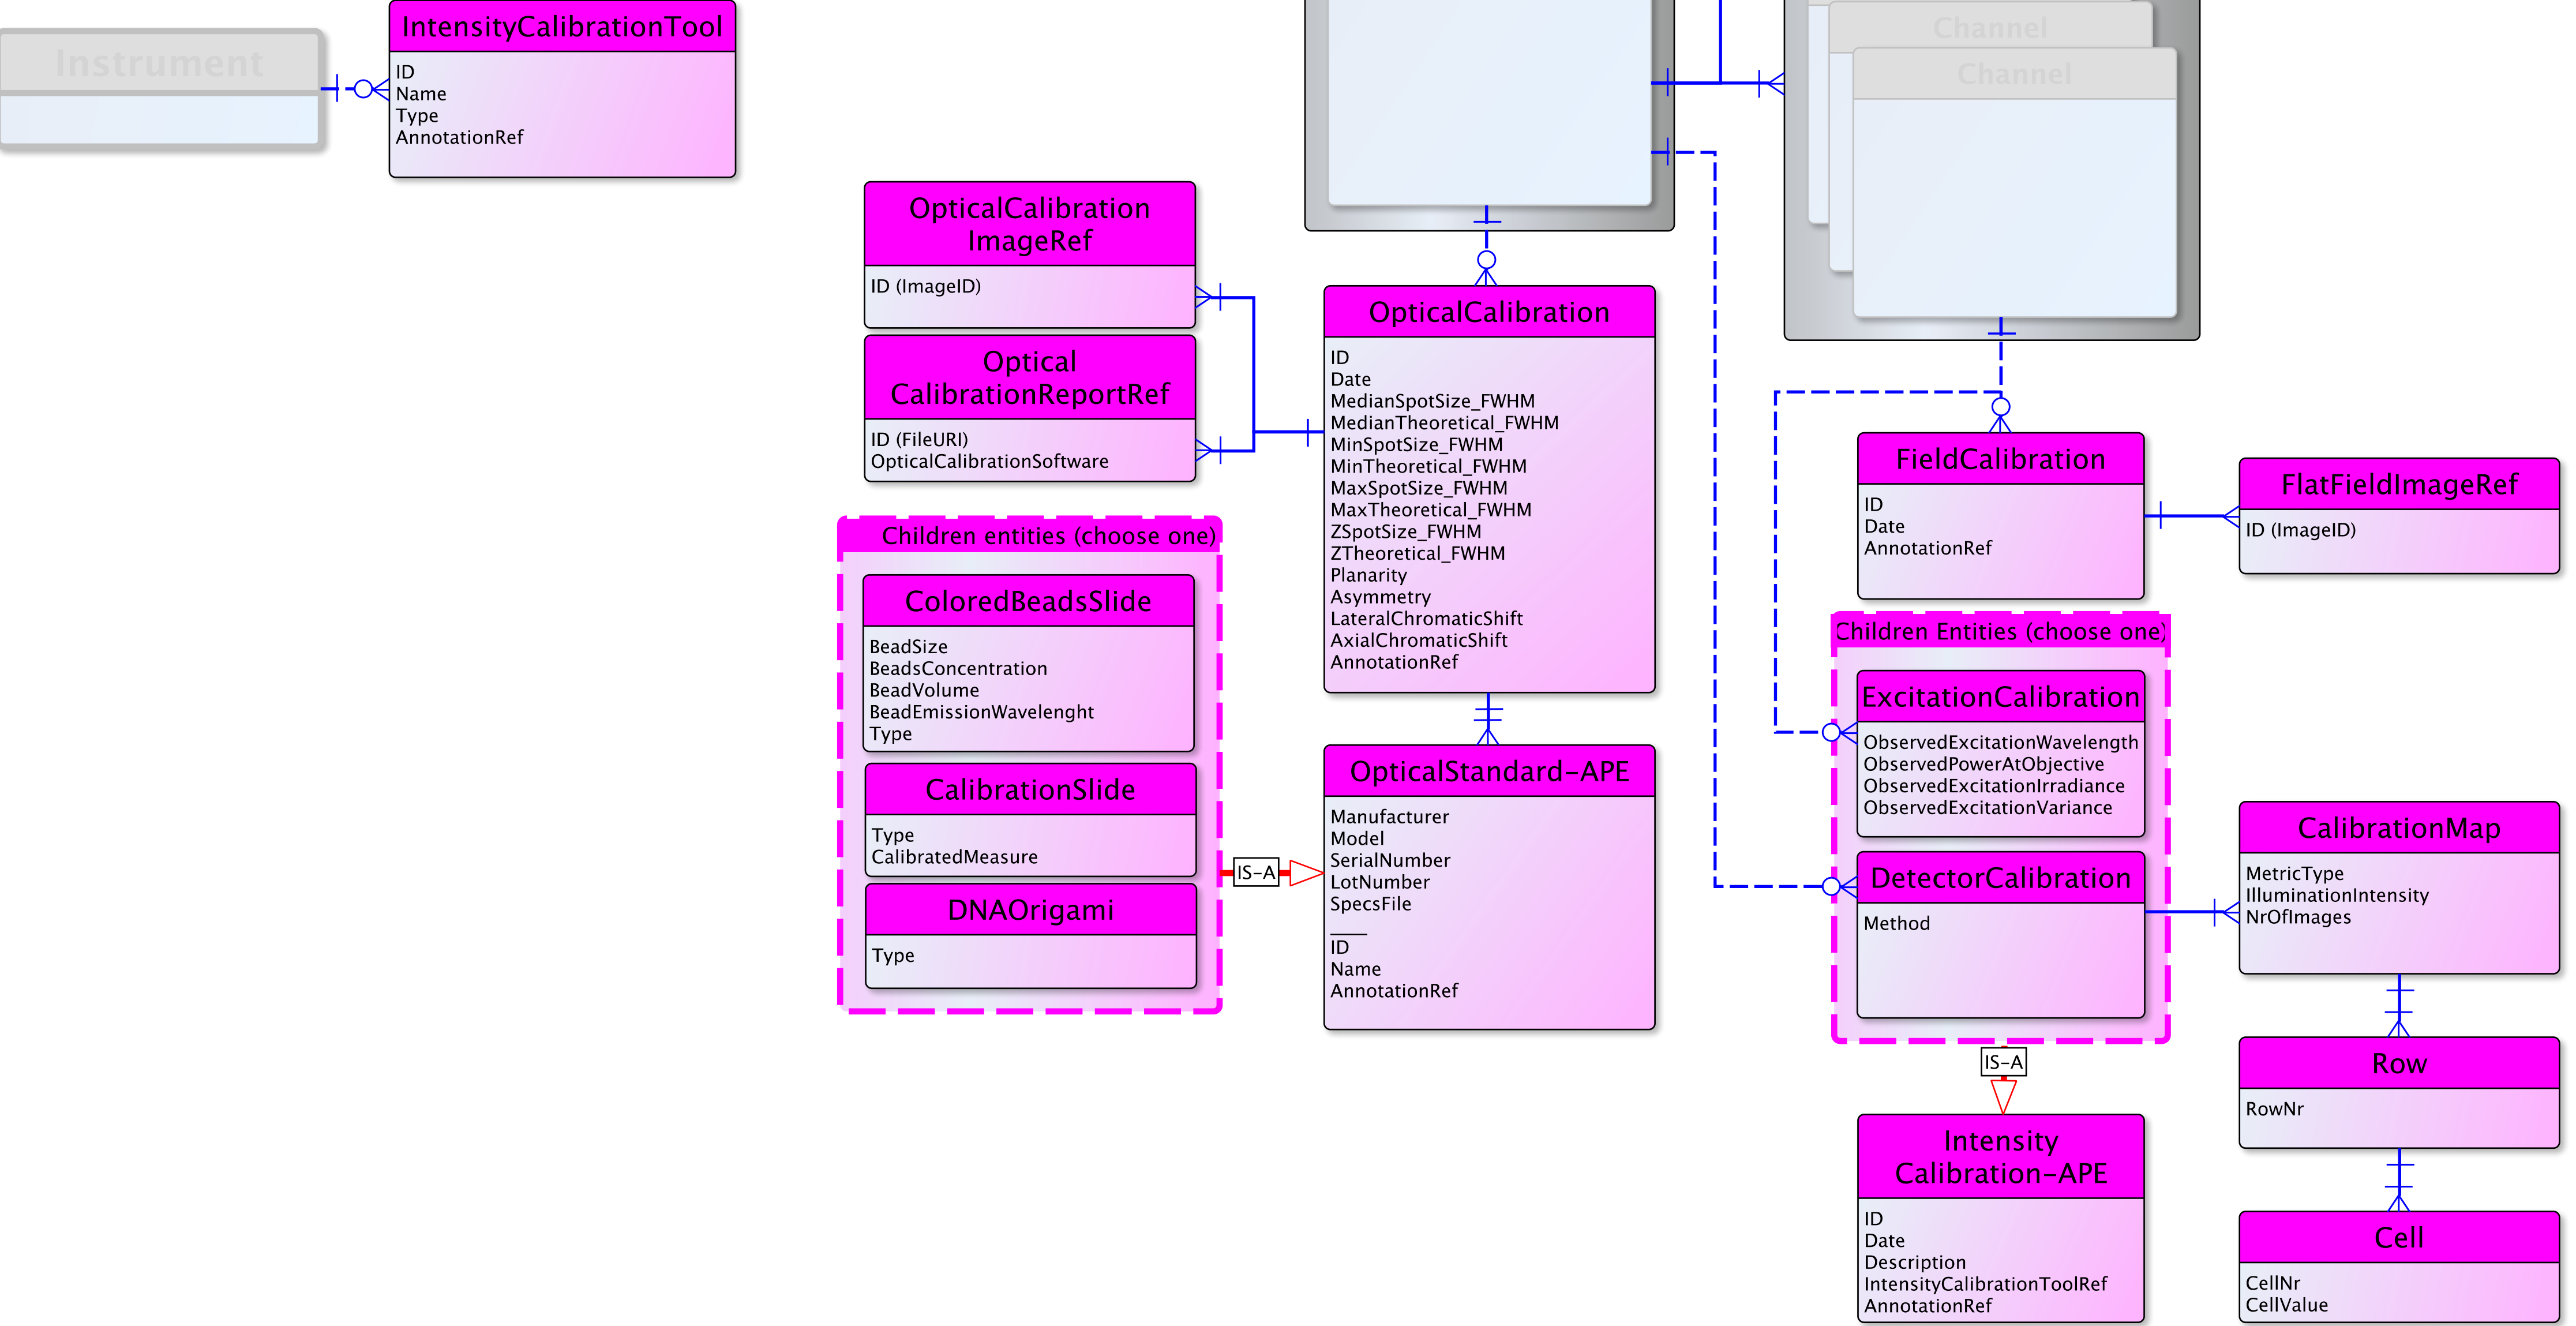 Instrument
IntensityCalibrationTool
ID
Name
Type
AnnotationRef
Channel
Channel
OpticalCalibration
ImageRef
ID (ImageID)
Optical
CalibrationReportRef
ID (FileURI)
OpticalCalibrationSoftware
OpticalCalibration
ID
Date
MedianSpotSize_FWHM
MedianTheoretical_FWHM
MinSpotSize_FWHM
MinTheoretical_FWHM
MaxSpotSize_FWHM
MaxTheoretical_FWHM
ZSpotSize_FWHM
ZTheoretical_FWHM
Planarity
Asymmetry
LateralChromaticShift
AxialChromaticShift
AnnotationRef
FieldCalibration
ID
Date
AnnotationRef
FlatFieldImageRef
ID (ImageID)
Children entities (choose one)
ColoredBeadsSlide
BeadSize
BeadsConcentration
BeadVolume
BeadEmissionWavelenght
Type
CalibrationSlide
Type
CalibratedMeasure
DNAOrigami
Type
IS-A
OpticalStandard-APE
Manufacturer
Model
SerialNumber
LotNumber
SpecsFile
____
ID
Name
AnnotationRef
Children Entities (choose one)
ExcitationCalibration
ObservedExcitationWavelength
ObservedPowerAtObjective
ObservedExcitationIrradiance
ObservedExcitationVariance
DetectorCalibration
Method
IS-A
Intensity
Calibration-APE
ID
Date
Description
IntensityCalibrationToolRef
AnnotationRef
CalibrationMap
MetricType
IlluminationIntensity
NrOfImages
Row
RowNr
Cell
CellNr
CellValue